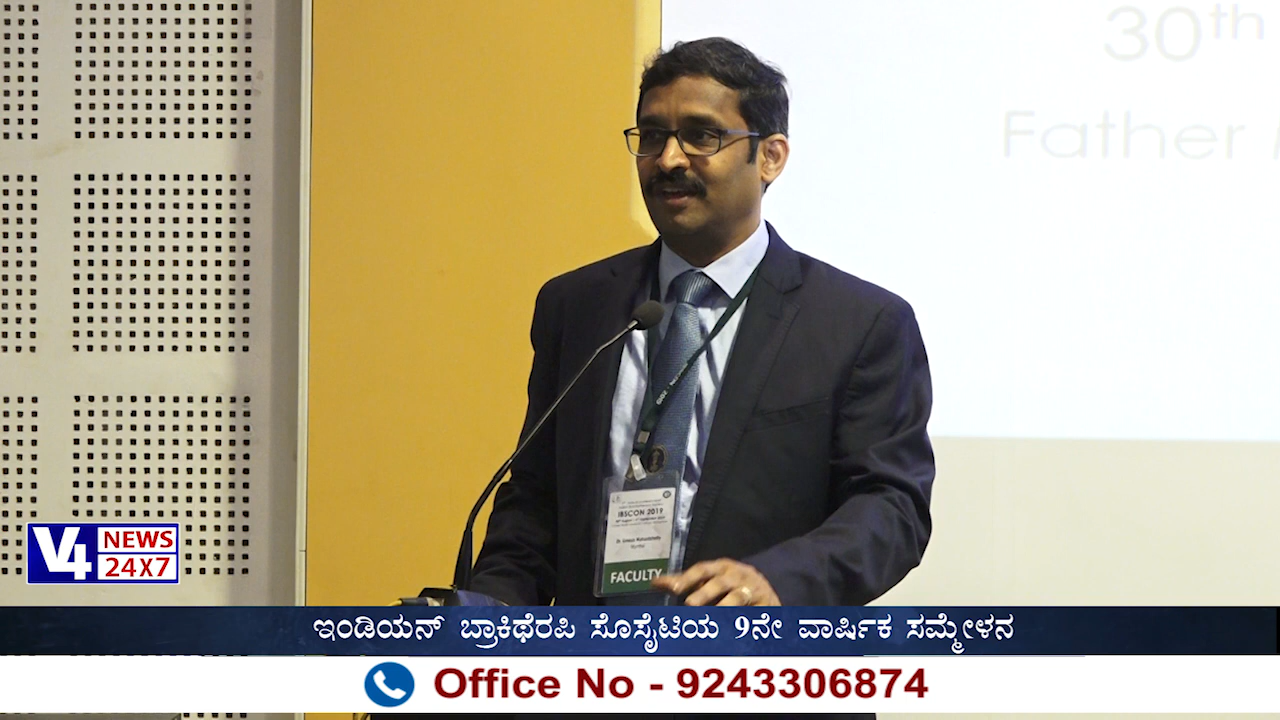 30th
Father
IBSCON 2019
FACULTY
V4 NEWS
24X7
ಇಂಡಿಯನ್ ಬ್ರಾಕಿಥೆರಪಿ ಸೊಸೈಟಿಯ 9ನೇ ವಾರ್ಷಿಕ ಸಮ್ಮೇಳನ
Office No - 9243306874